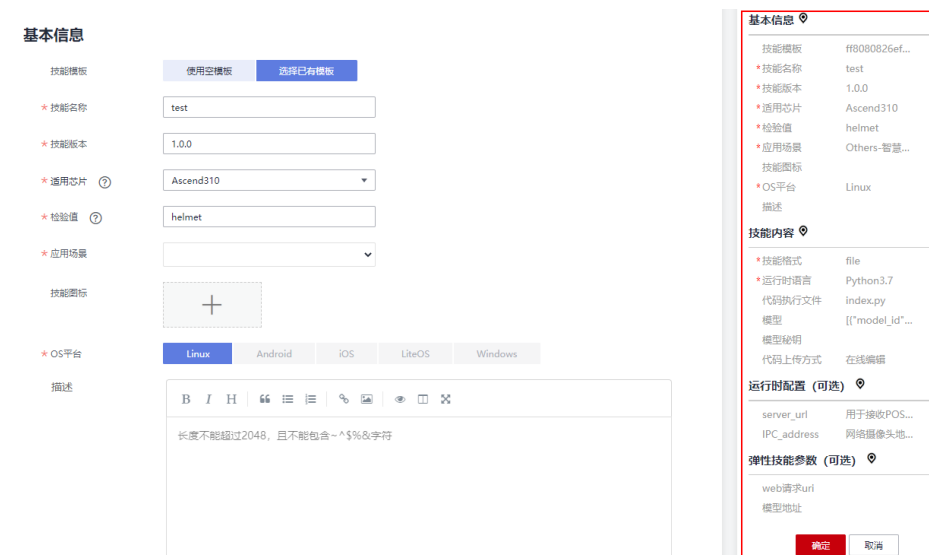 基本信息
技能模板 使用空模板 选择已有模板
* 技能名称 test
* 技能版本 1.0.0
* 适用芯片 ? Ascend310
* 检验值 ? helmet
* 应用场景
技能图标
* OS平台 Linux Android iOS LiteOS Windows
描述
B I H
长度不能超过2048，且不能包含~^$%&字符
基本信息
技能模板 ff8080826ef...
*技能名称 test
*技能版本 1.0.0
*适用芯片 Ascend310
*检验值 helmet
*应用场景 Others-智慧...
技能图标
*OS平台 Linux
描述
技能内容
*技能格式 file
*运行时语言 Python3.7
代码执行文件 index.py
模型 [{"model_id"...
模型秘钥
代码上传方式 在线编辑
运行时配置（可选）
server_url 用于接收POS...
IPC_address 网络摄像头地...
弹性技能参数（可选）
web请求url
模型地址
确定 取消